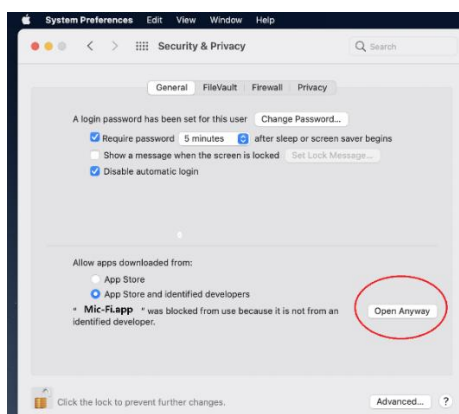 System Preferences Edit View Window Help
Security & Privacy Search
General FileVault Firewall Privacy
A login password has been set for this user Change Password...
Require password 5 minutes after sleep or screen saver begins
Show a message when the screen is locked Set Lock Message...
Disable automatic login
Allow apps downloaded from:
App Store
App Store and identified developers
" Mic-Fi.app " was blocked from use because it is not from an Open Anyway
identified developer.
Click the lock to prevent further changes. Advanced... ?